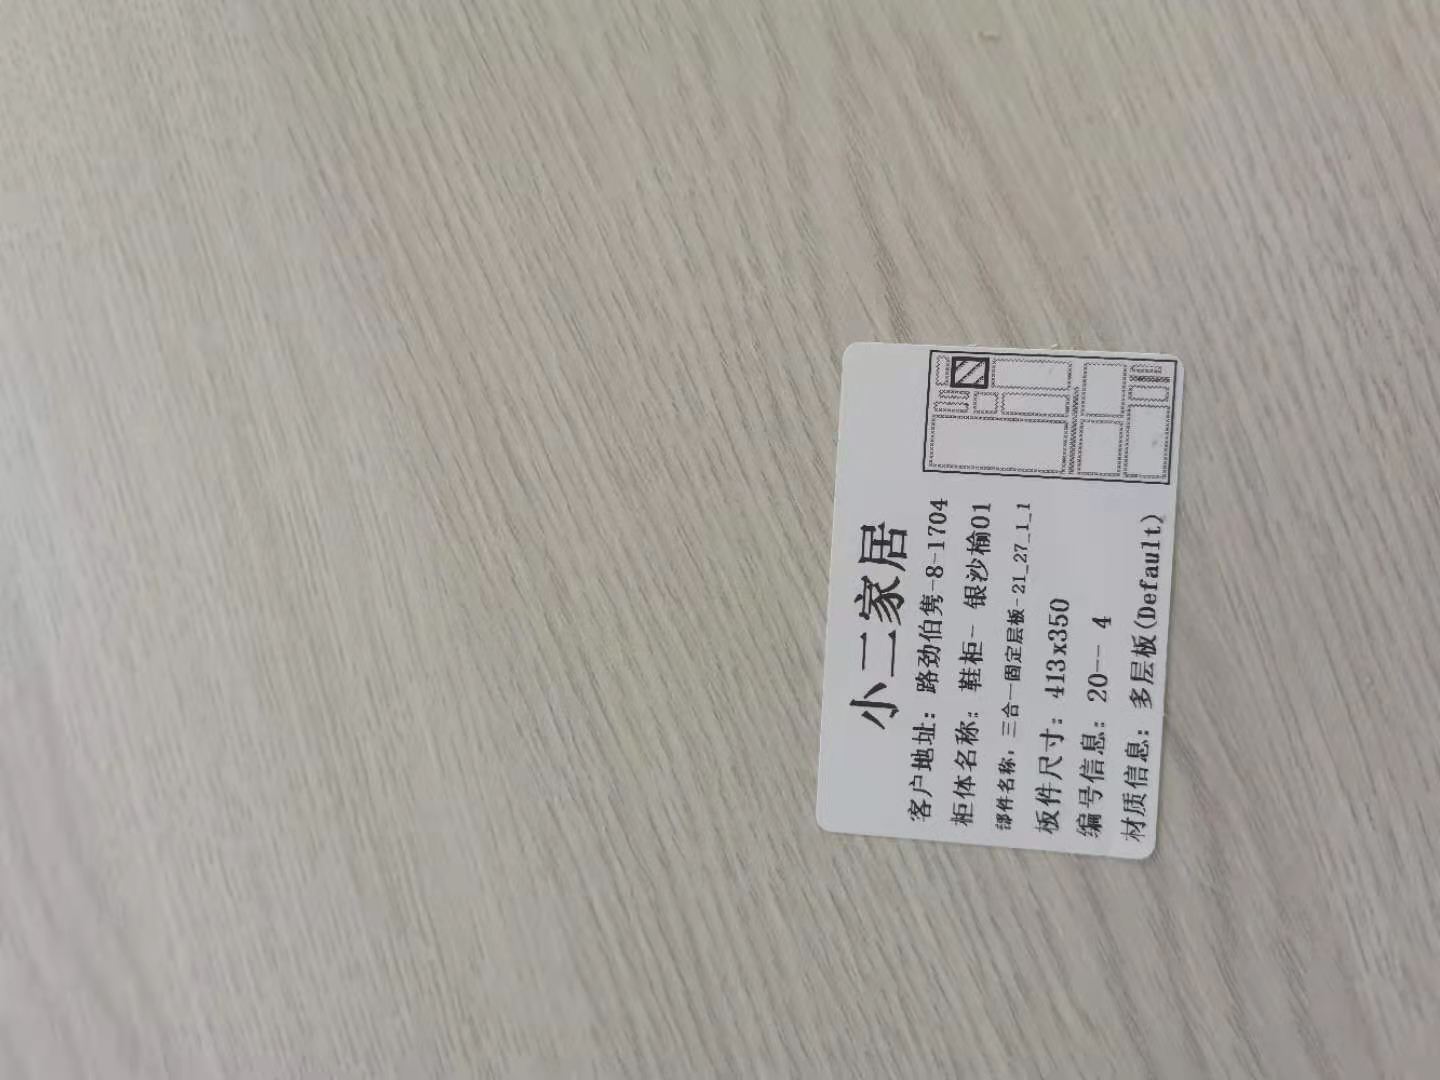 小二家居
客户地址: 路劲伯隽-8-1704
柜体名称: 鞋柜- 银沙榆01
部件名称: 三合一固定层板-21_27_1_1
板件尺寸: 413x350
编号信息: 20-- 4
材质信息: 多层板(Default)